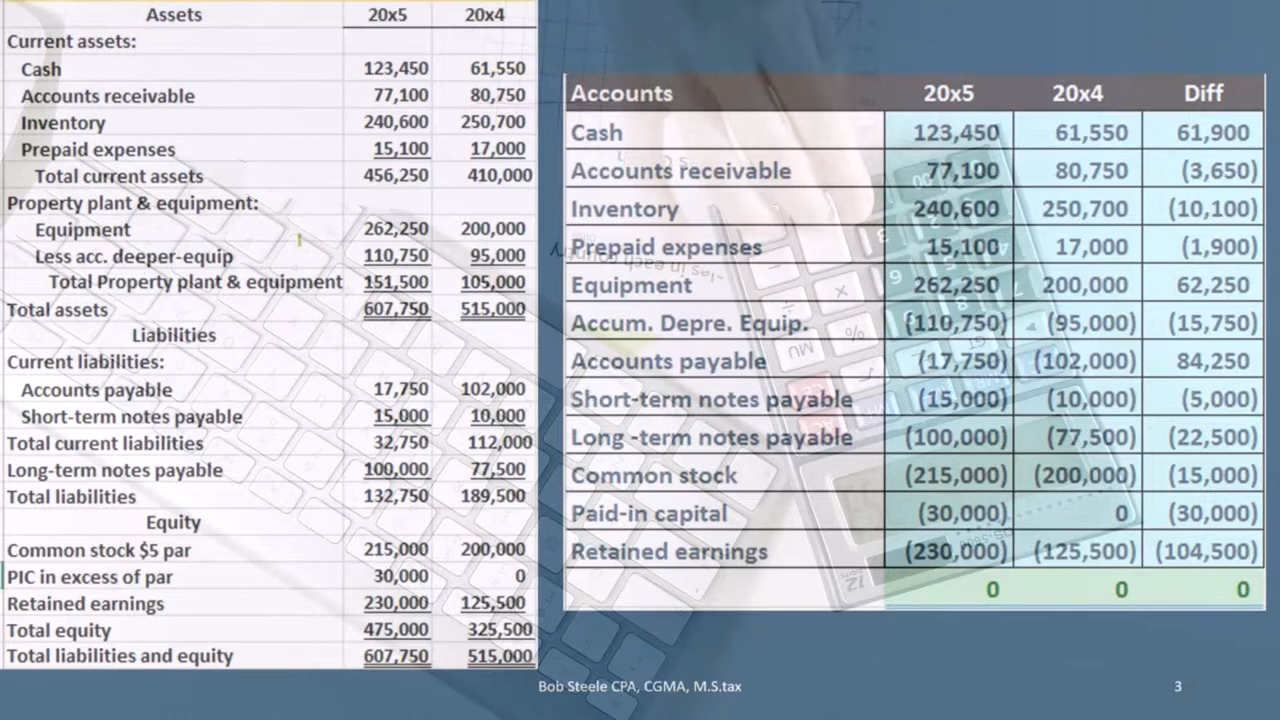 Assets 20x5 20x4
Current assets:
Cash 123,450 61,550
Accounts receivable 77,100 80,750
Inventory 240,600 250,700
Prepaid expenses 15,100 17,000
Total current assets 456,250 410,000
Property plant & equipment:
Equipment 262,250 200,000
Less acc. deeper-equip 110,750 95,000
Total Property plant & equipment 151,500 105,000
Total assets 607,750 515,000
Liabilities
Current liabilities:
Accounts payable 17,750 102,000
Short-term notes payable 15,000 10,000
Total current liabilities 32,750 112,000
Long-term notes payable 100,000 77,500
Total liabilities 132,750 189,500
Equity
Common stock $5 par 215,000 200,000
PIC in excess of par 30,000 0
Retained earnings 230,000 125,500
Total equity 475,000 325,500
Total liabilities and equity 607,750 515,000
Accounts 20x5 20x4 Diff
Cash 123,450 61,550 61,900
Accounts receivable 77,100 80,750 (3,650)
Inventory 240,600 250,700 (10,100)
Prepaid expenses 15,100 17,000 (1,900)
Equipment 262,250 200,000 62,250
Accum. Depre. Equip. (110,750) (95,000) (15,750)
Accounts payable (17,750) (102,000) 84,250
Short-term notes payable (15,000) (10,000) (5,000)
Long -term notes payable (100,000) (77,500) (22,500)
Common stock (215,000) (200,000) (15,000)
Paid-in capital (30,000) 0 (30,000)
Retained earnings (230,000) (125,500) (104,500)
0 0 0
Bob Steele CPA, CGMA, M.S.tax 3